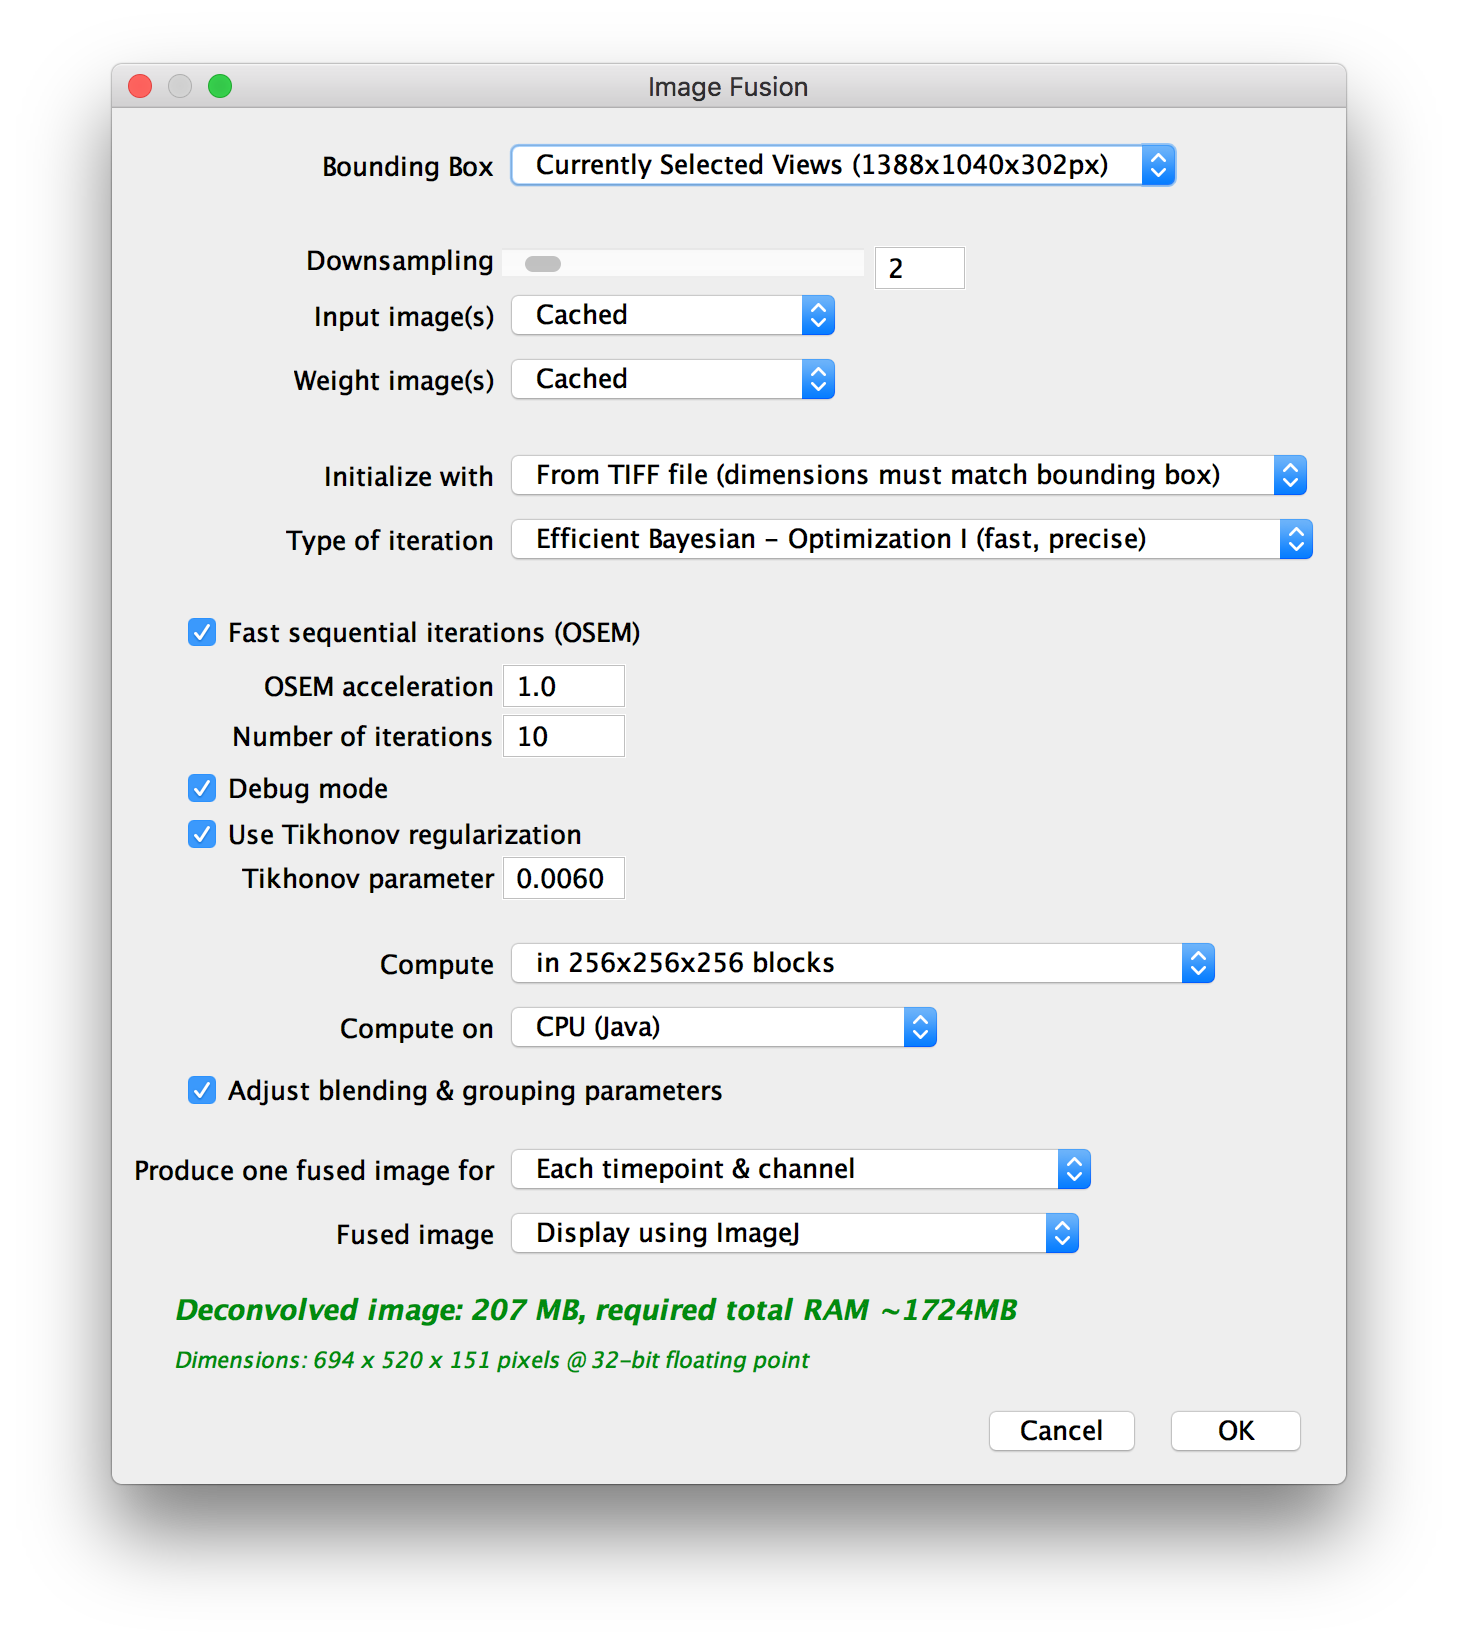 Image Fusion
Bounding Box Currently Selected Views (1388x1040x302px)
Downsampling 2
Input image(s) Cached
Weight image(s) Cached
Initialize with From TIFF file (dimensions must match bounding box)
Type of iteration Efficient Bayesian - Optimization I (fast, precise)
Fast sequential iterations (OSEM)
OSEM acceleration 1.0
Number of iterations 10
Debug mode
Use Tikhonov regularization
Tikhonov parameter 0.0060
Compute in 256x256x256 blocks
Compute on CPU (Java)
Adjust blending & grouping parameters
Produce one fused image for Each timepoint & channel
Fused image Display using ImageJ
Deconvolved image: 207 MB, required total RAM ~1724MB
Dimensions: 694 x 520 x 151 pixels @ 32-bit floating point
Cancel OK